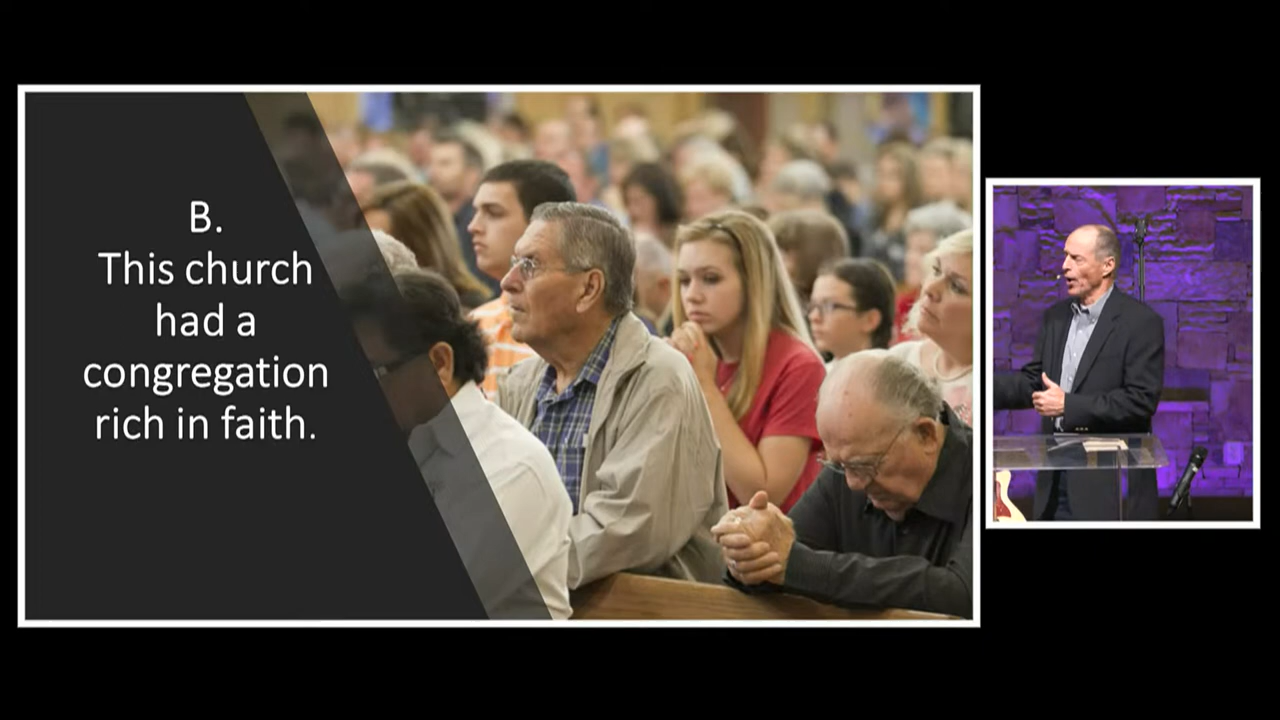 B.
This church
had a
congregation
rich in faith.